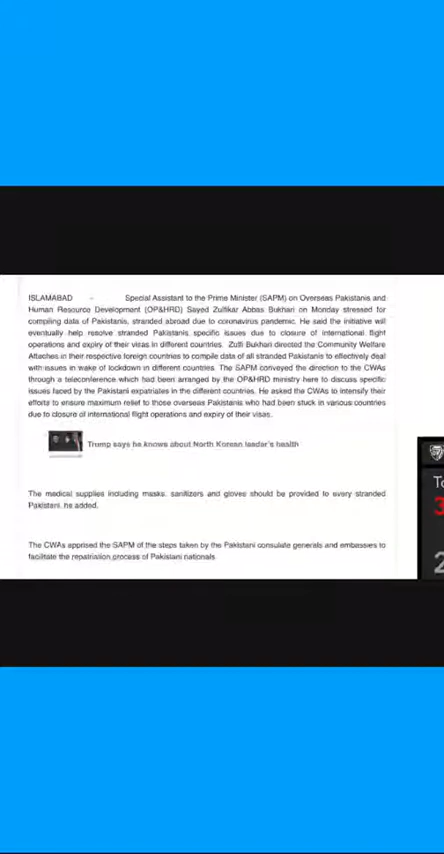 ISLAMABAD - Special Assistant to the Prime Minister (SAPM) on Overseas Pakistanis and
Human Resource Development (OP&HRD) Sayed Zulfikar Abbas Bukhari on Monday stressed for
compiling data of Pakistanis, stranded abroad due to coronavirus pandemic. He said the initiative will
eventually help resolve stranded Pakistanis specific issues due to closure of international flight
operations and expiry of their visas in different countries. Zulfi Bukhari directed the Community Welfare
Attaches in their respective foreign countries to compile data of all stranded Pakistanis to effectively deal
with issues in wake of lockdown in different countries. The SAPM conveyed the direction to the CWAs
through a teleconference which had been arranged by the OP&HRD ministry here to discuss specific
issues faced by the Pakistani expatriates in the different countries. He asked the CWAs to intensify their
efforts to ensure maximum relief to those overseas Pakistanis who had been stuck in various countries
due to closure of international flight operations and expiry of their visas.
Trump says he knows about North Korean leader's health
The medical supplies including masks, sanitizers and gloves should be provided to every stranded
Pakistani, he added.
The CWAs apprised the SAPM of the steps taken by the Pakistani consulate generals and embassies to
facilitate the repatriation process of Pakistani nationals